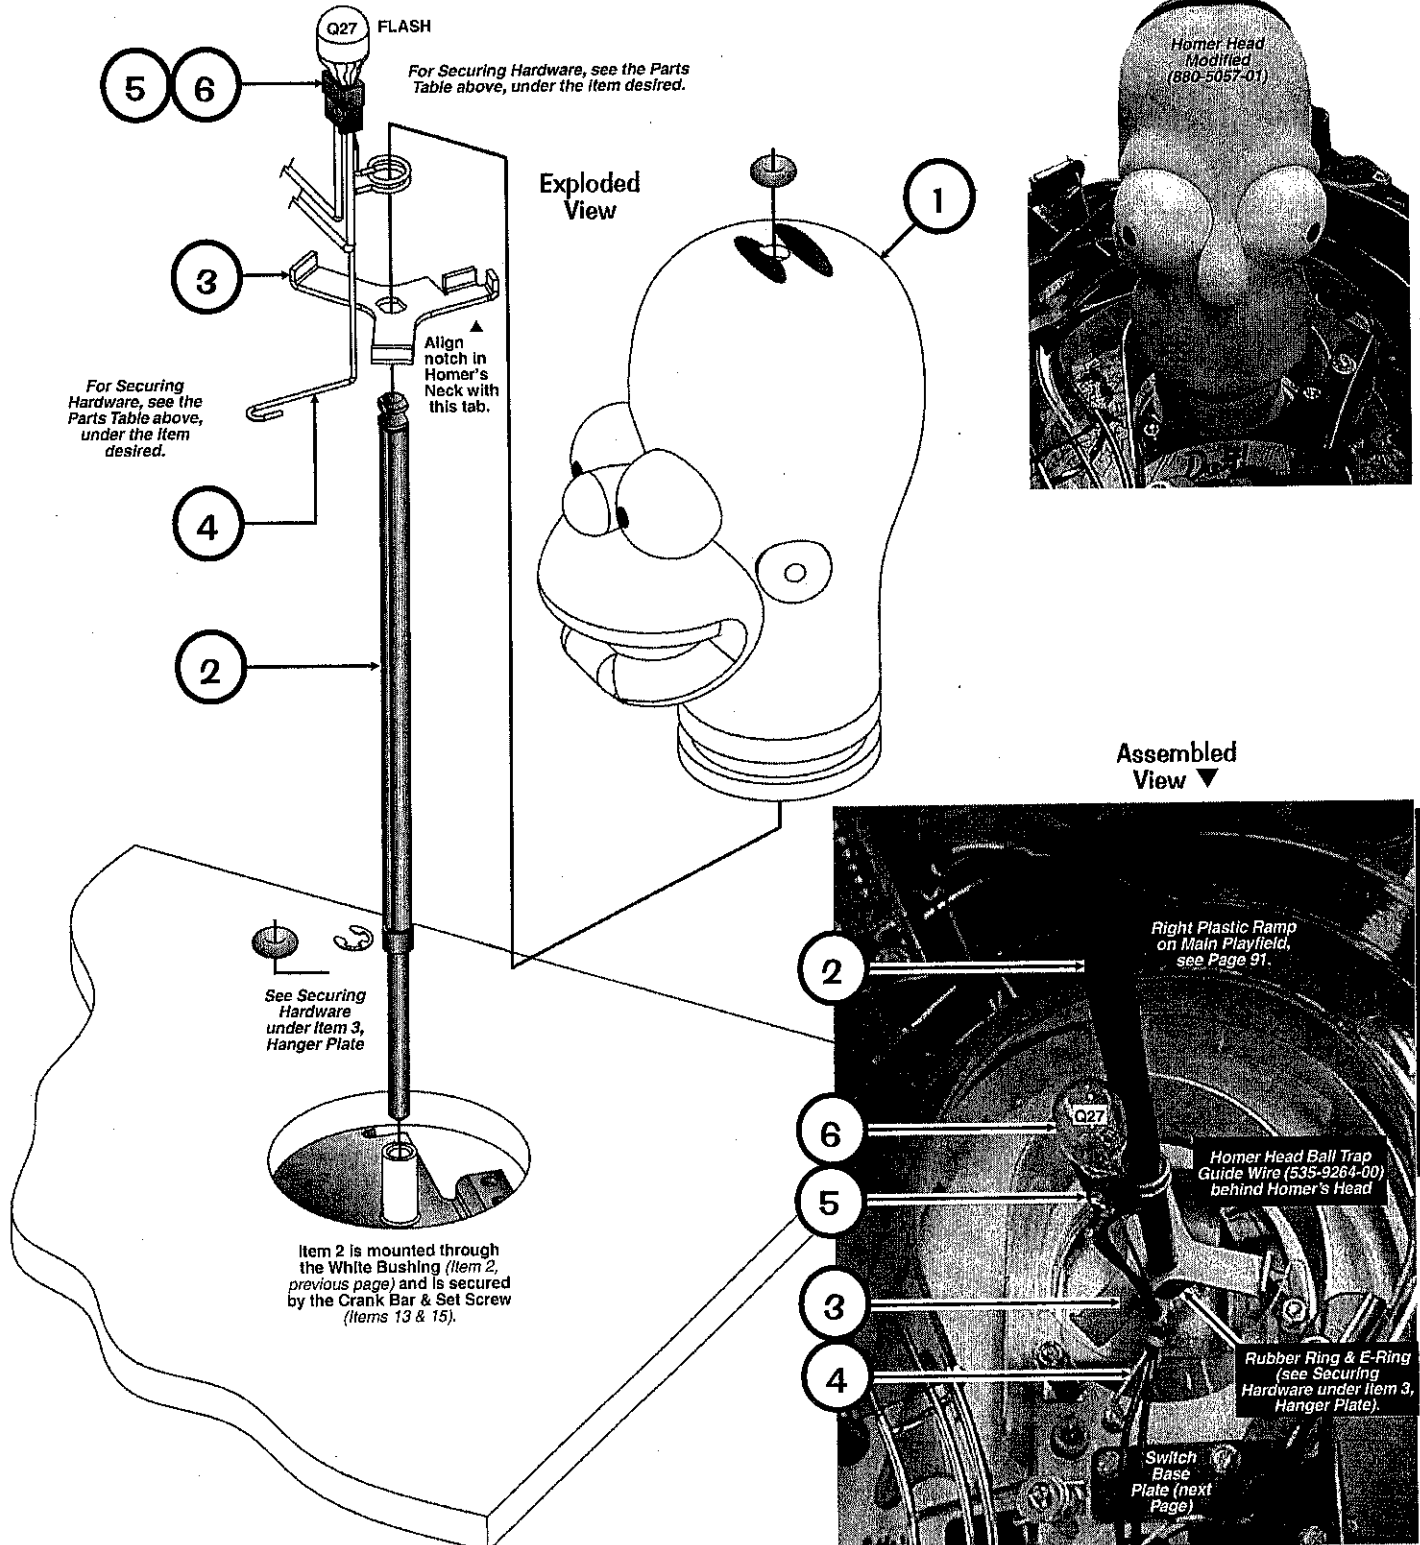 Q27 FLASH
5 6
For Securing Hardware, see the Parts
Table above, under the item desired.
Homer Head
Modified
(880-5057-01)
Exploded
View
1
3
Align
notch in
Homer's
Neck with
this tab.
For Securing
Hardware, see the
Parts Table above,
under the item
desired.
4
2
Assembled
View
See Securing
Hardware
under Item 3,
Hanger Plate
Item 2 is mounted through
the White Bushing (Item 2,
previous page) and is secured
by the Crank Bar & Set Screw
(Items 13 & 15).
Right Plastic Ramp
on Main Playfield,
see Page 91.
2
Q27
6
Homer Head Ball Trap
Guide Wire (535-9264-00)
behind Homer's Head
5
3
4
Rubber Ring & E-Ring
(see Securing
Hardware under Item 3,
Hanger Plate).
Switch
Base
Plate (next
Page)